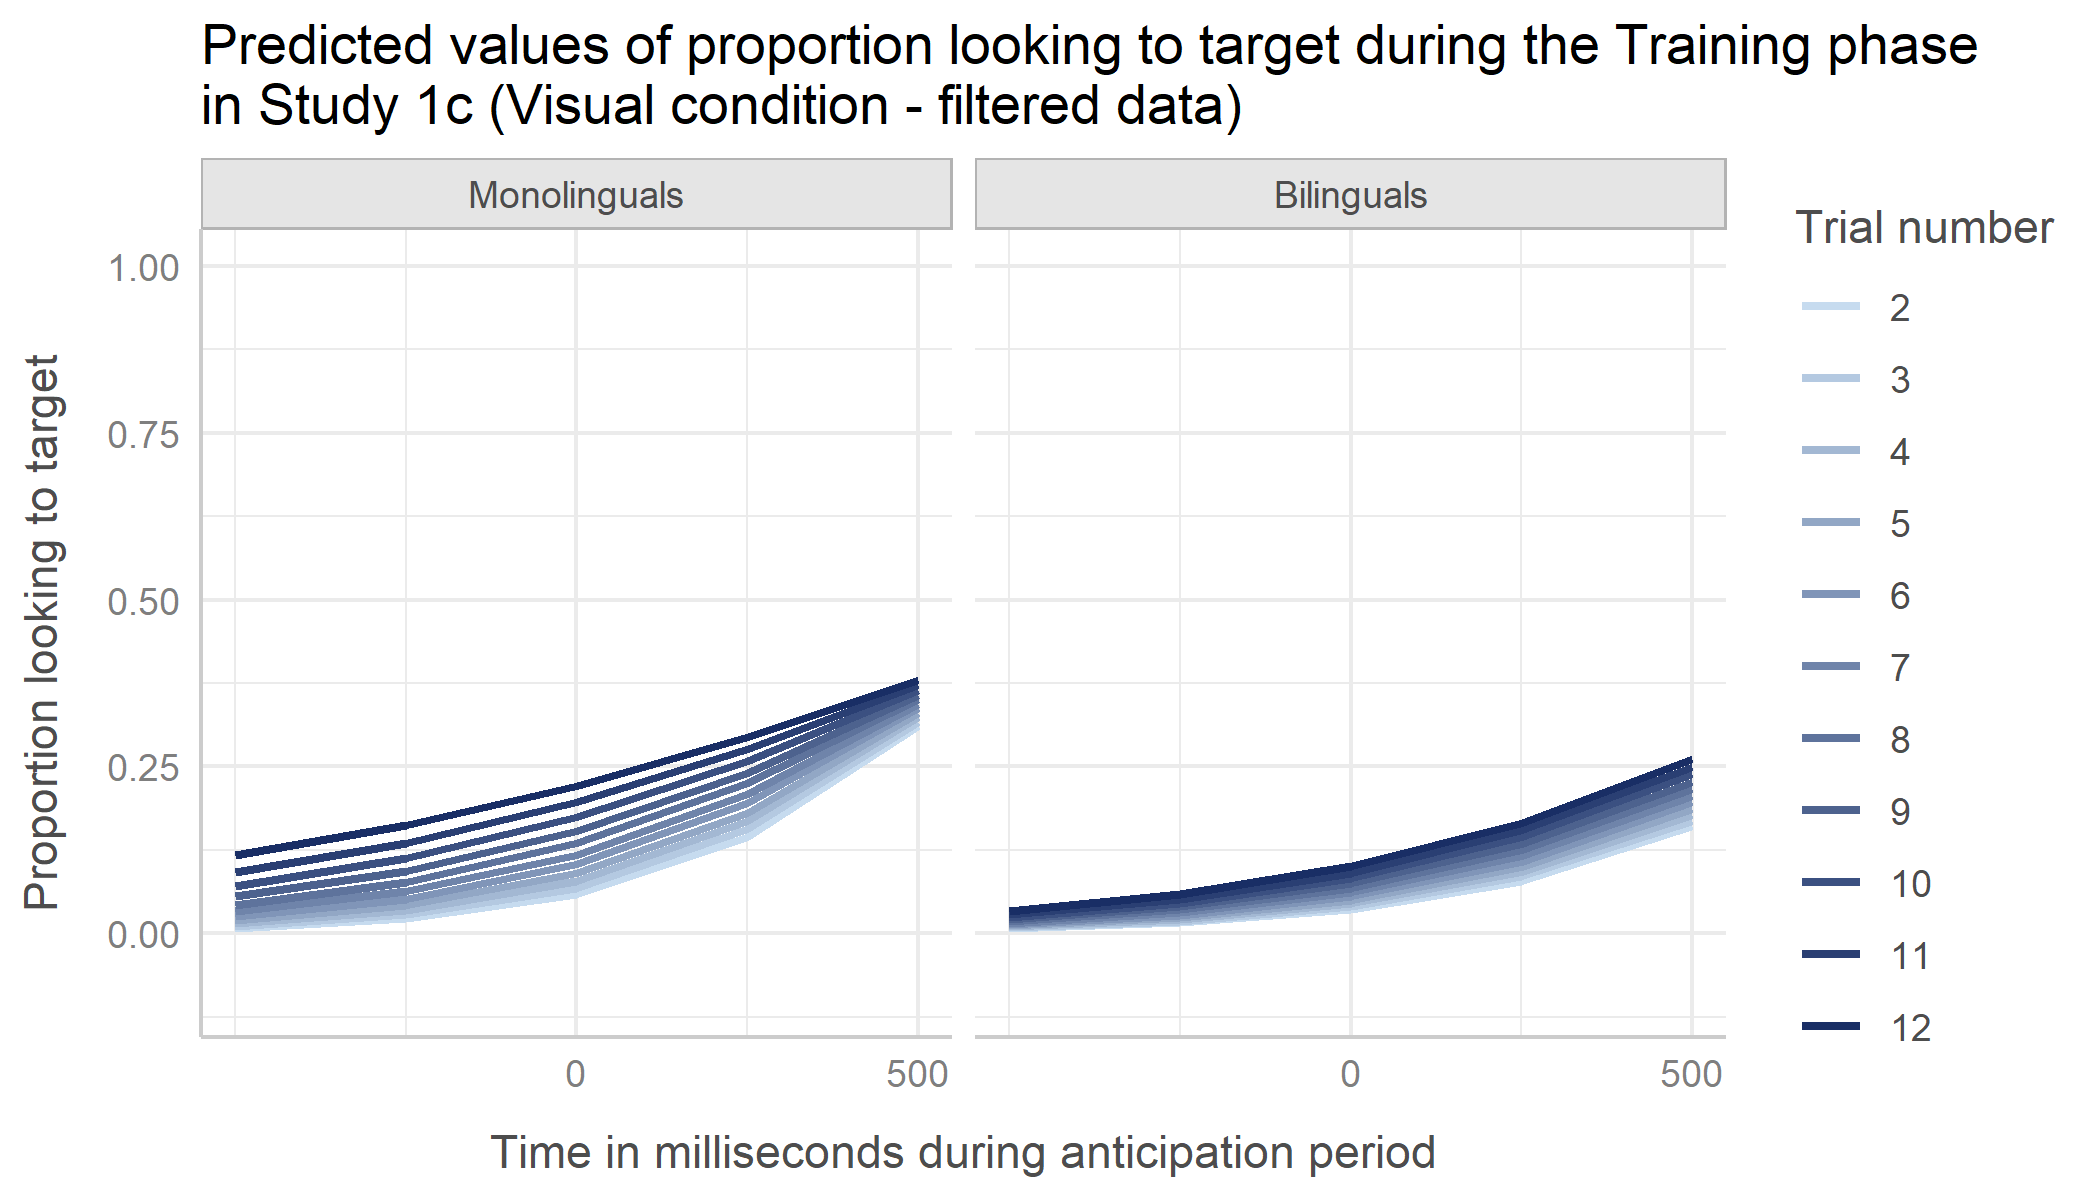 Predicted values of proportion looking to target during the Training phase
in Study 1c (Visual condition - filtered data)
Monolinguals
Bilinguals
Trial number
2
3
4
5
6
7
8
9
10
11
12
Proportion looking to target
1.00
0.75
0.50
0.25
0.00
0
500
0
500
Time in milliseconds during anticipation period